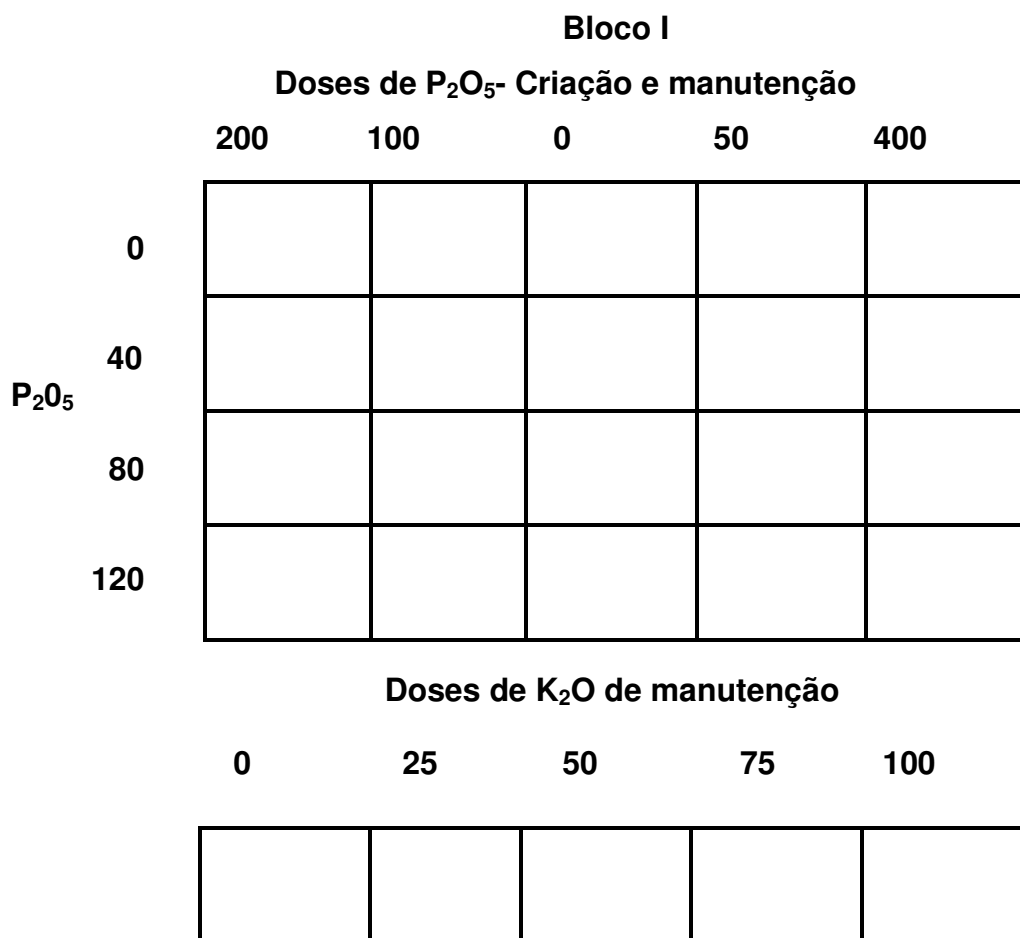 Bloco I
Doses de P₂O₅- Criação e manutenção
200 100 0 50 400
0
40
P₂0₅
80
120
Doses de K₂O de manutenção
0 25 50 75 100